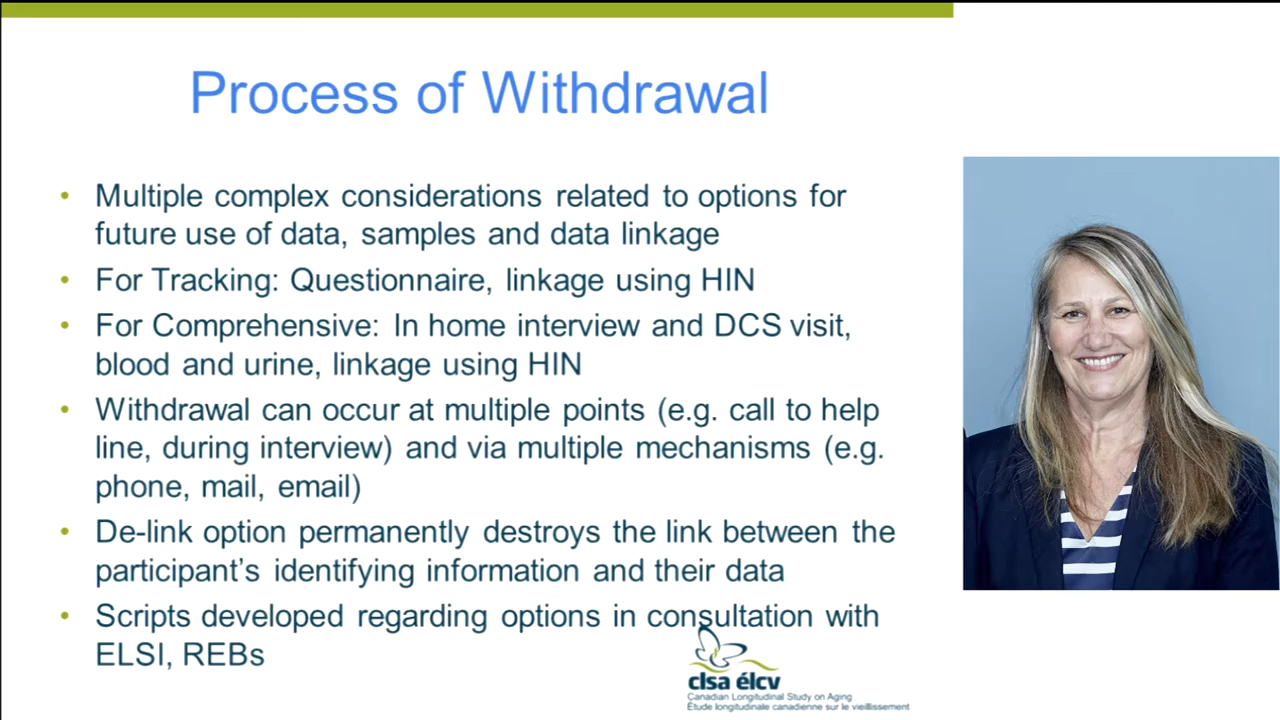 Process of Withdrawal
• Multiple complex considerations related to options for
future use of data, samples and data linkage
• For Tracking: Questionnaire, linkage using HIN
• For Comprehensive: In home interview and DCS visit,
blood and urine, linkage using HIN
• Withdrawal can occur at multiple points (e.g. call to help
line, during interview) and via multiple mechanisms (e.g.
phone, mail, email)
• De-link option permanently destroys the link between the
participant’s identifying information and their data
• Scripts developed regarding options in consultation with
ELSI, REBs
clsa élcv
Canadian Longitudinal Study on Aging
Étude longitudinale canadienne sur le vieillissement